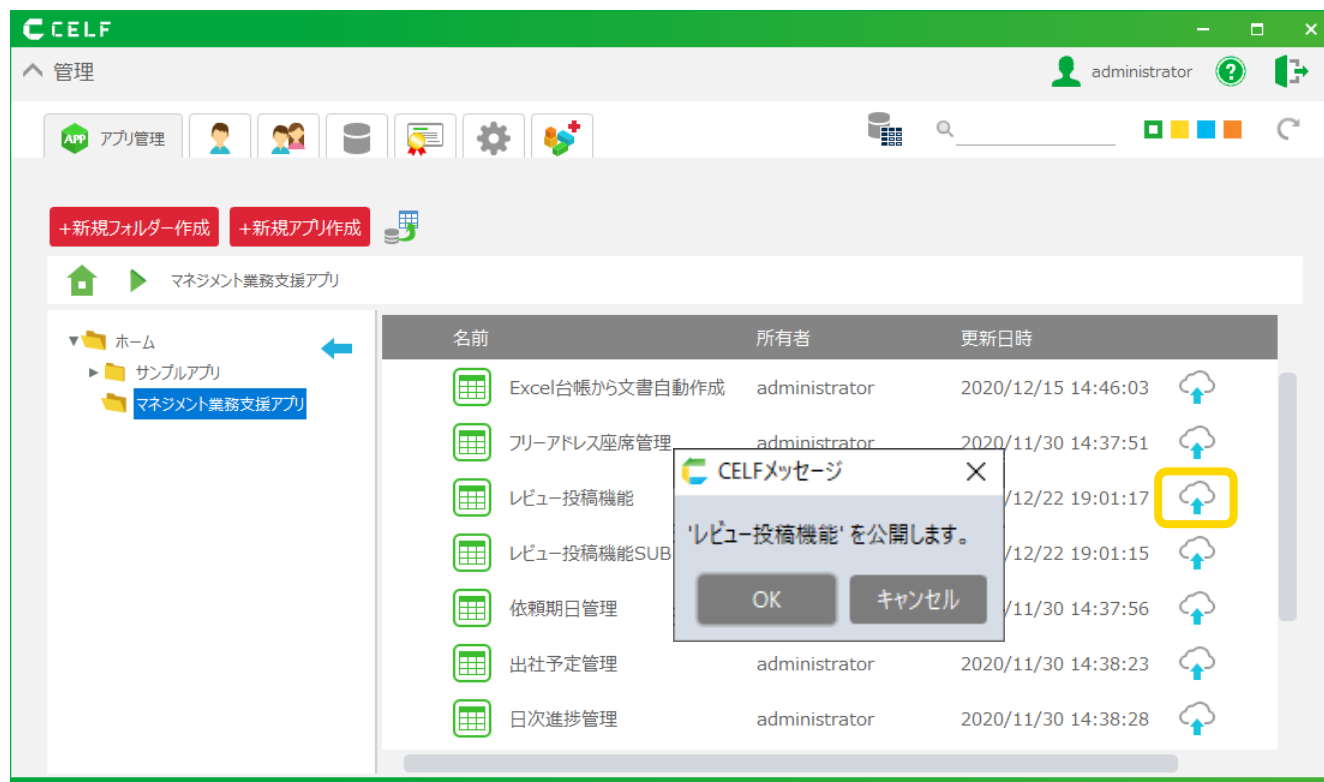 CELF
管理
administrator
?
APP アプリ管理
+新規フォルダー作成
+新規アプリ作成
マネジメント業務支援アプリ
ホーム
サンプルアプリ
マネジメント業務支援アプリ
名前 所有者 更新日時
Excel台帳から文書自動作成 administrator 2020/12/15 14:46:03
フリーアドレス座席管理 administrator 2020/11/30 14:37:51
レビュー投稿機能 /12/22 19:01:17
レビュー投稿機能SUB /12/22 19:01:15
依頼期日管理 /11/30 14:37:56
出社予定管理 administrator 2020/11/30 14:38:23
日次進捗管理 administrator 2020/11/30 14:38:28
CELFメッセージ
'レビュー投稿機能' を公開します。
OK
キャンセル